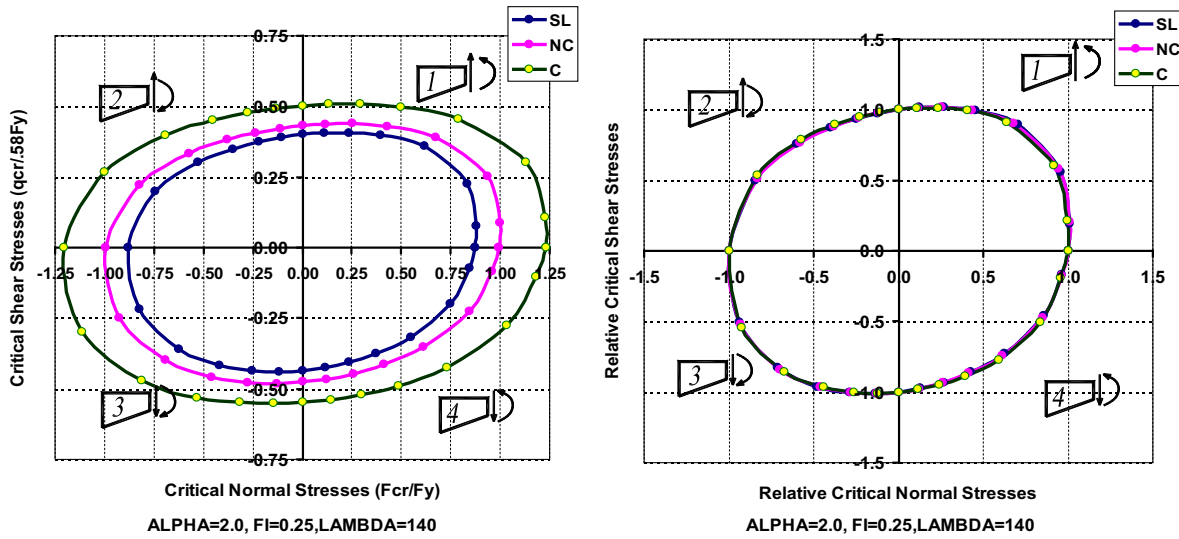 SL
NC
C
Critical Shear Stresses (qcr/.58Fy)
0.75
0.50
0.25
0.00
-0.25
-0.50
-0.75
-1.25 -1.00 -0.75 -0.50 -0.25 0.00 0.25 0.50 0.75 1.00 1.25
1
2
3
4
Critical Normal Stresses (Fcr/Fy)
ALPHA=2.0, FI=0.25,LAMBDA=140
SL
NC
C
Relative Critical Shear Stresses
1.5
1.0
0.5
0.0
-0.5
-1.0
-1.5
-1.5 -1.0 -0.5 0.0 0.5 1.0 1.5
1
2
3
4
Relative Critical Normal Stresses
ALPHA=2.0, FI=0.25,LAMBDA=140